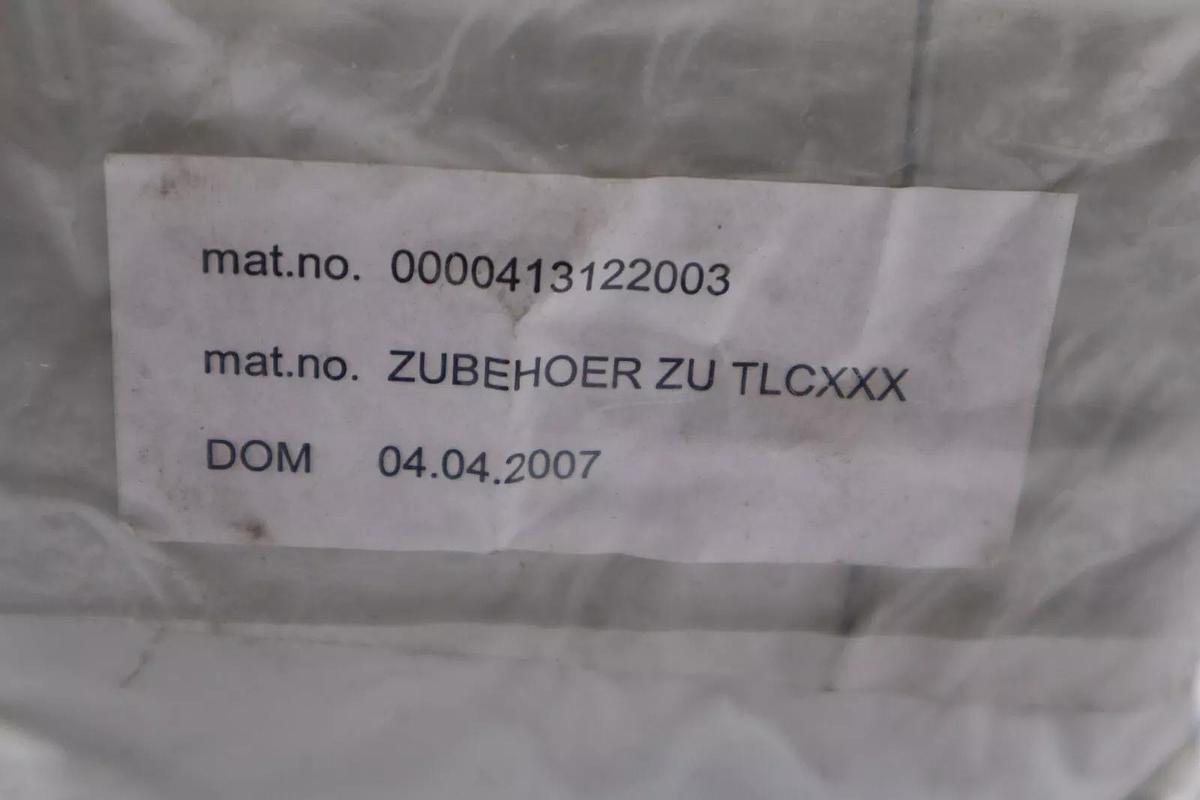 mat.no. 0000413122003
mat.no. ZUBEHOER ZU TLCXXX
DOM 04.04.2007